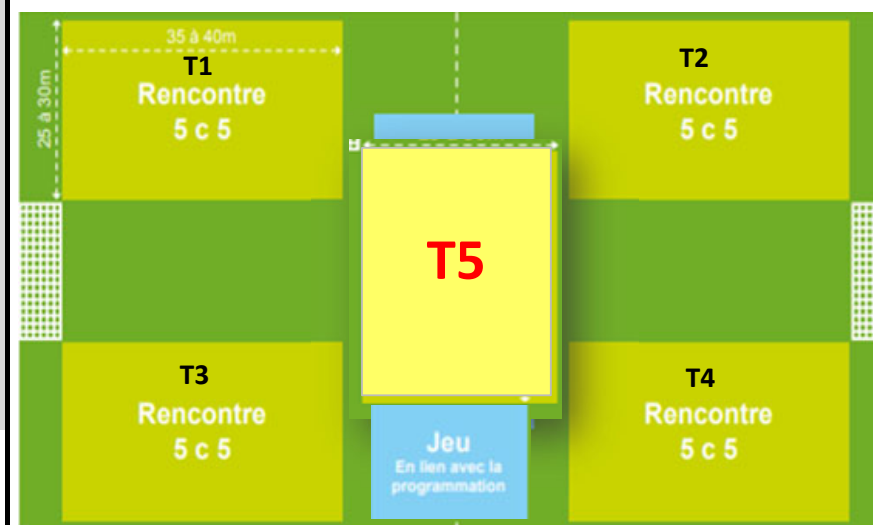 35 à 40m
25 à 30m
T1
Rencontre
5 c 5
T2
Rencontre
5 c 5
T5
T3
Rencontre
5 c 5
T4
Rencontre
5 c 5
Jeu
En lien avec la
programmation